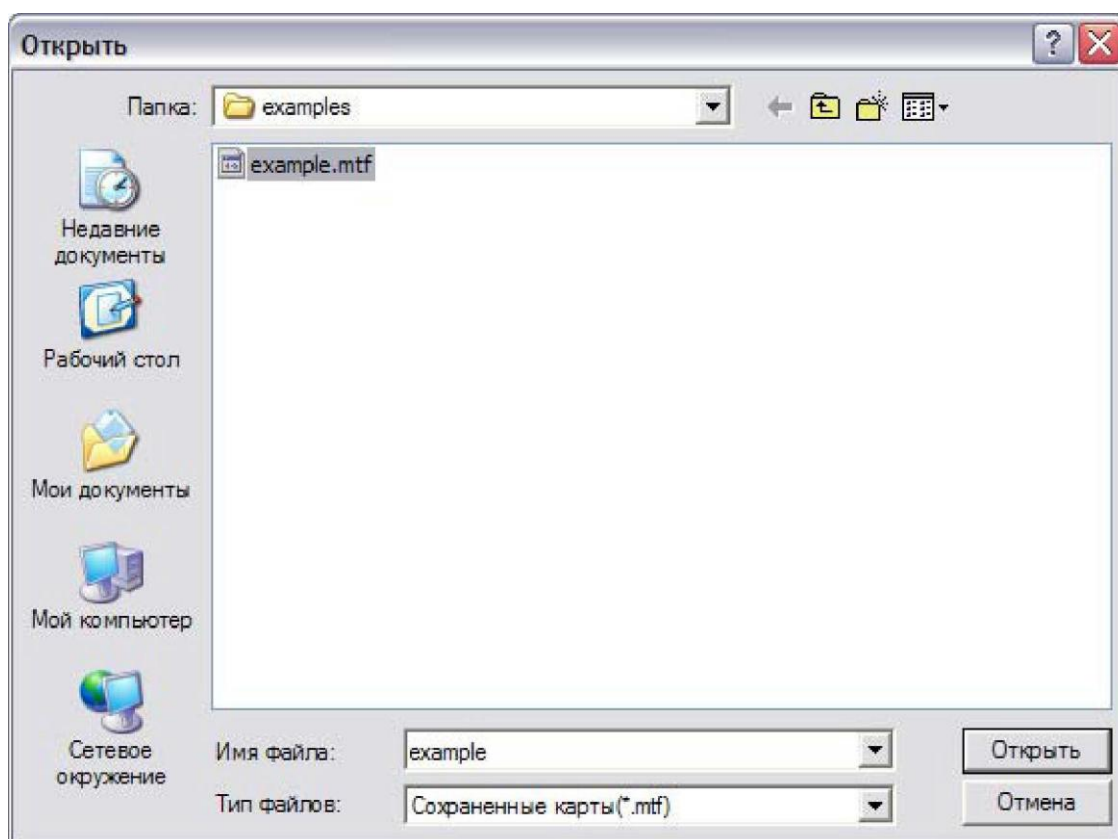 Открыть
Папка: examples
example.mtf
Недавние
документы
Рабочий стол
Мои документы
Мой компьютер
Сетевое
окружение
Имя файла: example Открыть
Тип файлов: Сохраненные карты(*.mtf) Отмена